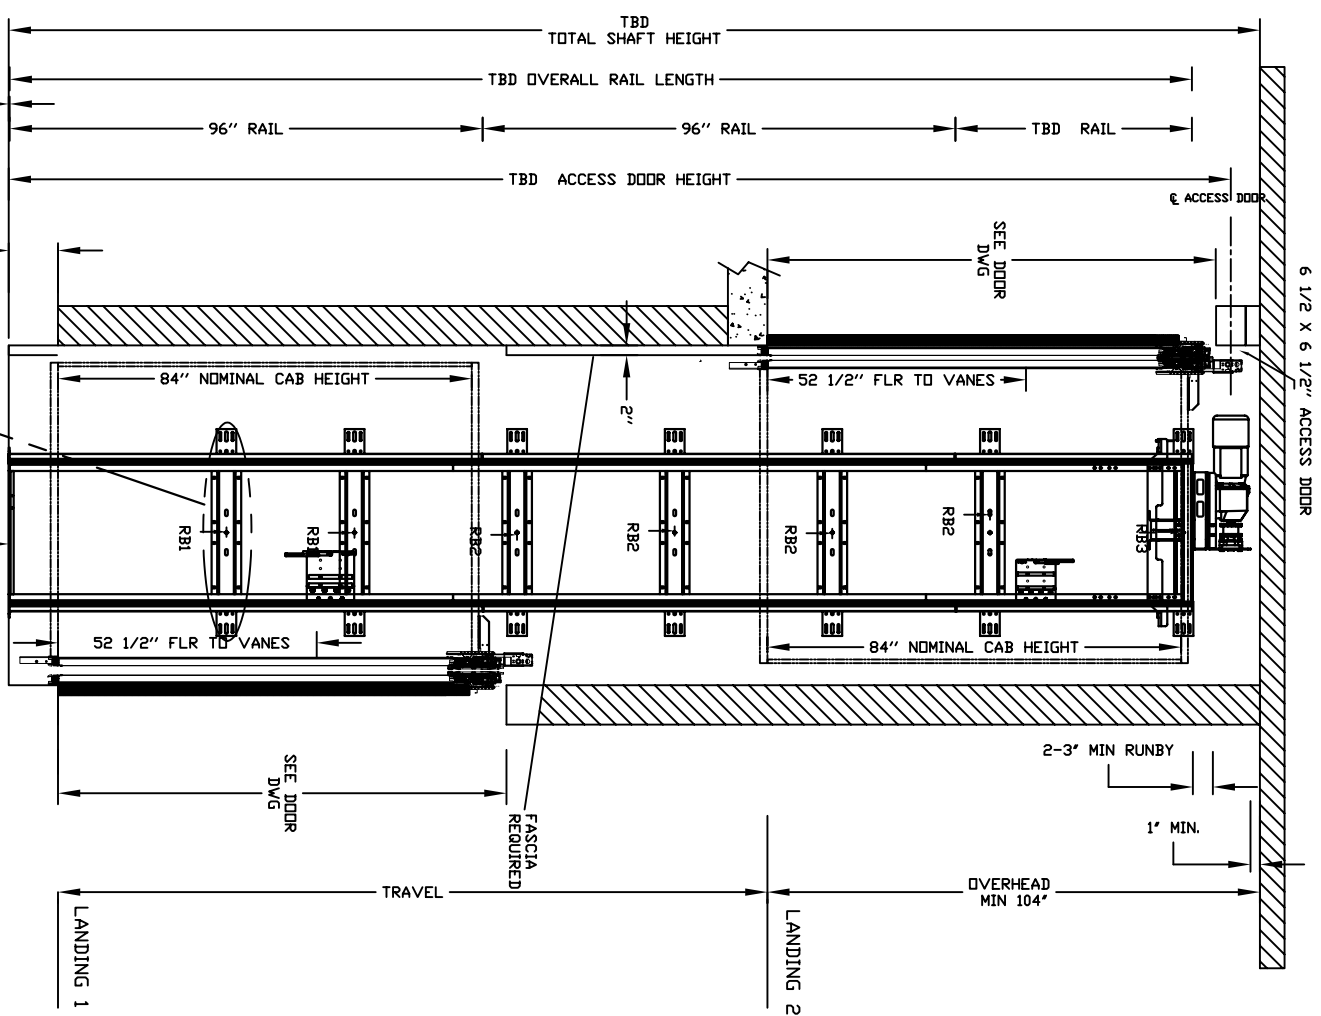 TBD
TOTAL SHAFT HEIGHT
TBD OVERALL RAIL LENGTH
96" RAIL
96" RAIL
TBD RAIL
TBD ACCESS DOOR HEIGHT
℄ ACCESS DOOR
SEE DOOR
DWG
6 1/2 X 6 1/2" ACCESS DOOR
84" NOMINAL CAB HEIGHT
2"
52 1/2" FLR TO VANES
RB1
RB
RB2
RB2
RB2
RB2
RB3
52 1/2" FLR TO VANES
84" NOMINAL CAB HEIGHT
2-3" MIN RUNBY
SEE DOOR
DWG
FASCIA
REQUIRED
1" MIN.
TRAVEL
OVERHEAD
MIN 104"
LANDING 1
LANDING 2